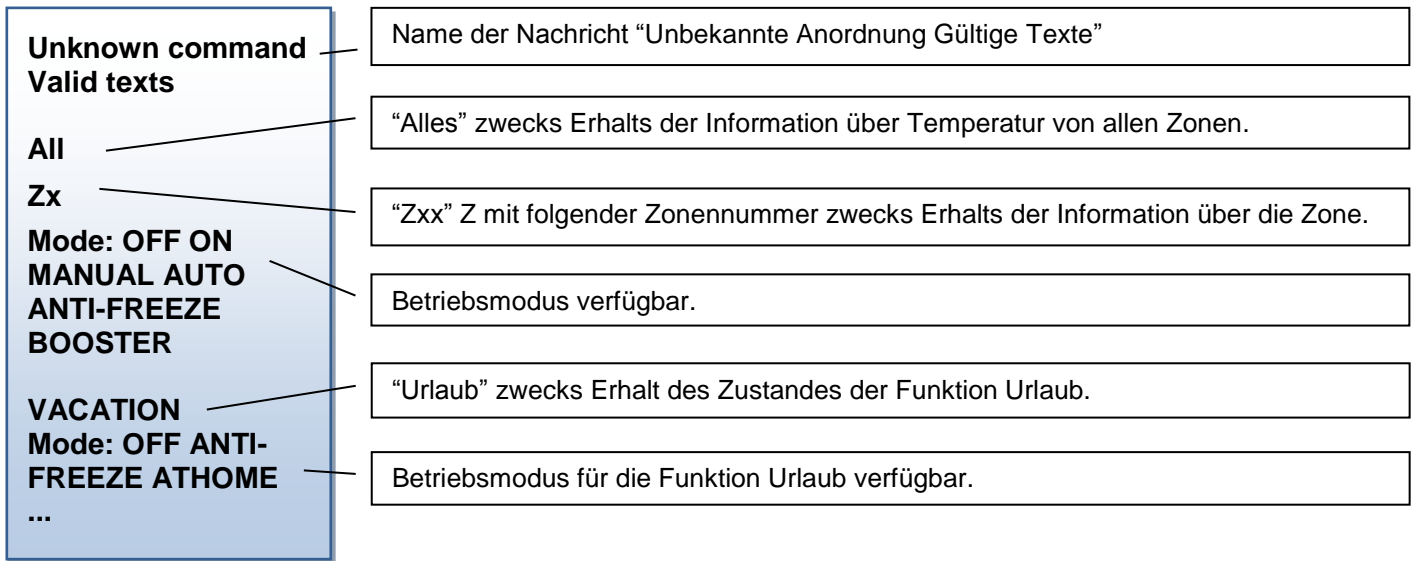 Unknown command
Valid texts
All
Zx
Mode: OFF ON
MANUAL AUTO
ANTI-FREEZE
BOOSTER
VACATION
Mode: OFF ANTI-
FREEZE ATHOME
...
Name der Nachricht “Unbekannte Anordnung Gültige Texte”
“Alles” zwecks Erhalts der Information über Temperatur von allen Zonen.
“Zxx” Z mit folgender Zonennummer zwecks Erhalts der Information über die Zone.
Betriebsmodus verfügbar.
“Urlaub” zwecks Erhalt des Zustandes der Funktion Urlaub.
Betriebsmodus für die Funktion Urlaub verfügbar.